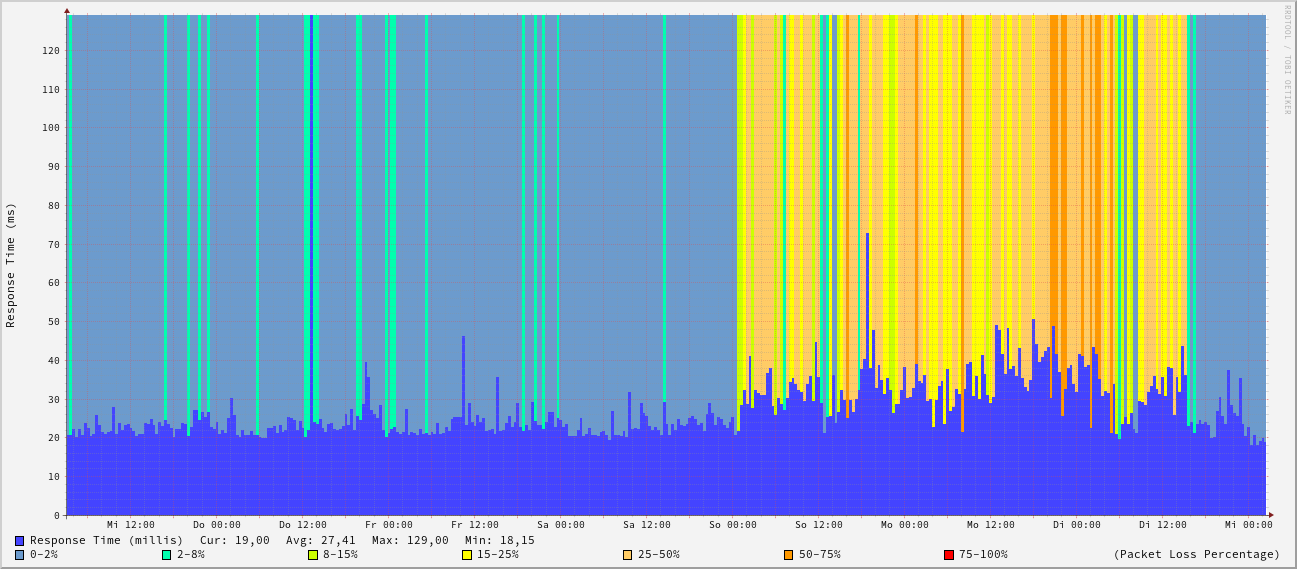 RRDTOOL / TOBI OETIKER
Response Time (ms)
120
110
100
90
80
70
60
50
40
30
20
10
0
Mi 12:00 Do 00:00 Do 12:00 Fr 00:00 Fr 12:00 Sa 00:00 Sa 12:00 So 00:00 So 12:00 Mo 00:00 Mo 12:00 Di 00:00 Di 12:00 Mi 00:00
Response Time (millis) Cur: 19,00 Avg: 27,41 Max: 129,00 Min: 18,15
0-2% 2-8% 8-15% 15-25% 25-50% 50-75% 75-100% (Packet Loss Percentage)